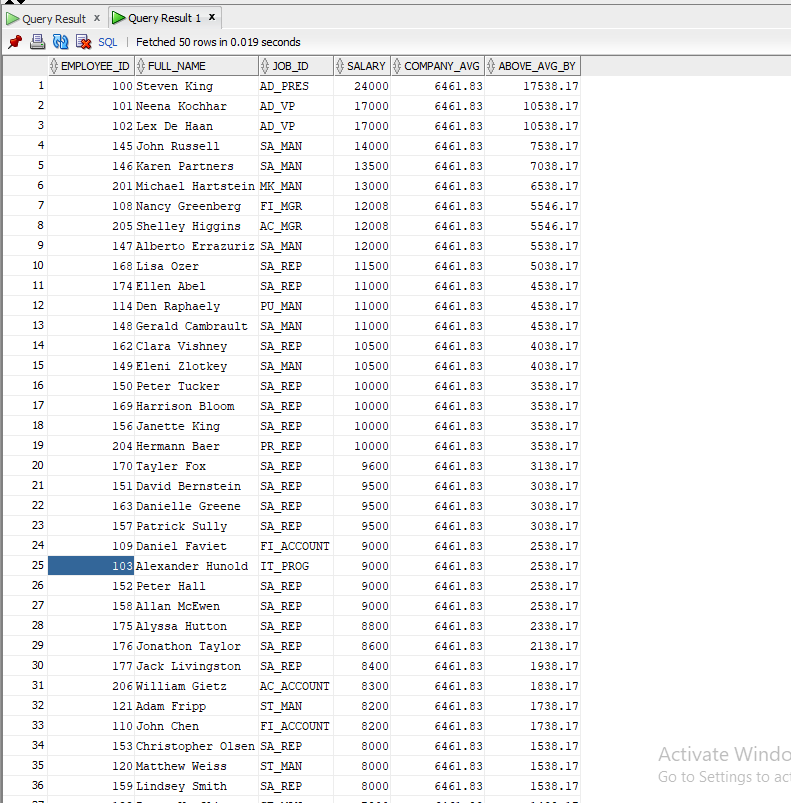 Query Result x Query Result 1 x
SQL | Fetched 50 rows in 0.019 seconds
EMPLOYEE_ID FULL_NAME JOB_ID SALARY COMPANY_AVG ABOVE_AVG_BY
1 100 Steven King AD_PRES 24000 6461.83 17538.17
2 101 Neena Kochhar AD_VP 17000 6461.83 10538.17
3 102 Lex De Haan AD_VP 17000 6461.83 10538.17
4 145 John Russell SA_MAN 14000 6461.83 7538.17
5 146 Karen Partners SA_MAN 13500 6461.83 7038.17
6 201 Michael Hartstein MK_MAN 13000 6461.83 6538.17
7 108 Nancy Greenberg FI_MGR 12008 6461.83 5546.17
8 205 Shelley Higgins AC_MGR 12008 6461.83 5546.17
9 147 Alberto Errazuriz SA_MAN 12000 6461.83 5538.17
10 168 Lisa Ozer SA_REP 11500 6461.83 5038.17
11 174 Ellen Abel SA_REP 11000 6461.83 4538.17
12 114 Den Raphaely PU_MAN 11000 6461.83 4538.17
13 148 Gerald Cambrault SA_MAN 11000 6461.83 4538.17
14 162 Clara Vishney SA_REP 10500 6461.83 4038.17
15 149 Eleni Zlotkey SA_MAN 10500 6461.83 4038.17
16 150 Peter Tucker SA_REP 10000 6461.83 3538.17
17 169 Harrison Bloom SA_REP 10000 6461.83 3538.17
18 156 Janette King SA_REP 10000 6461.83 3538.17
19 204 Hermann Baer PR_REP 10000 6461.83 3538.17
20 170 Tayler Fox SA_REP 9600 6461.83 3138.17
21 151 David Bernstein SA_REP 9500 6461.83 3038.17
22 163 Danielle Greene SA_REP 9500 6461.83 3038.17
23 157 Patrick Sully SA_REP 9500 6461.83 3038.17
24 109 Daniel Faviet FI_ACCOUNT 9000 6461.83 2538.17
25 103 Alexander Hunold IT_PROG 9000 6461.83 2538.17
26 152 Peter Hall SA_REP 9000 6461.83 2538.17
27 158 Allan McEwen SA_REP 9000 6461.83 2538.17
28 175 Alyssa Hutton SA_REP 8800 6461.83 2338.17
29 176 Jonathon Taylor SA_REP 8600 6461.83 2138.17
30 177 Jack Livingston SA_REP 8400 6461.83 1938.17
31 206 William Gietz AC_ACCOUNT 8300 6461.83 1838.17
32 121 Adam Fripp ST_MAN 8200 6461.83 1738.17
33 110 John Chen FI_ACCOUNT 8200 6461.83 1738.17
34 153 Christopher Olsen SA_REP 8000 6461.83 1538.17
35 120 Matthew Weiss ST_MAN 8000 6461.83 1538.17
36 159 Lindsey Smith SA_REP 8000 6461.83 1538.17
Activate Windo
Go to Settings to act